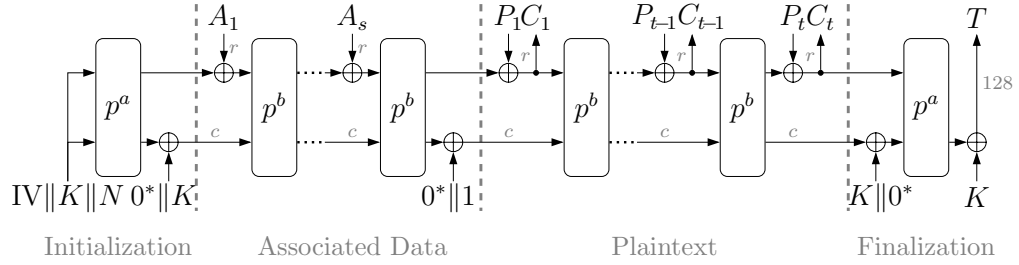 A₁ Aₛ P₁C₁ Pₜ₋₁Cₜ₋₁ PₜCₜ T
r r r r r
128
pᵃ pᵇ pᵇ pᵇ pᵇ pᵃ
c c c c c
IV‖K‖N 0*‖K 0*‖1 K‖0* K
Initialization Associated Data Plaintext Finalization